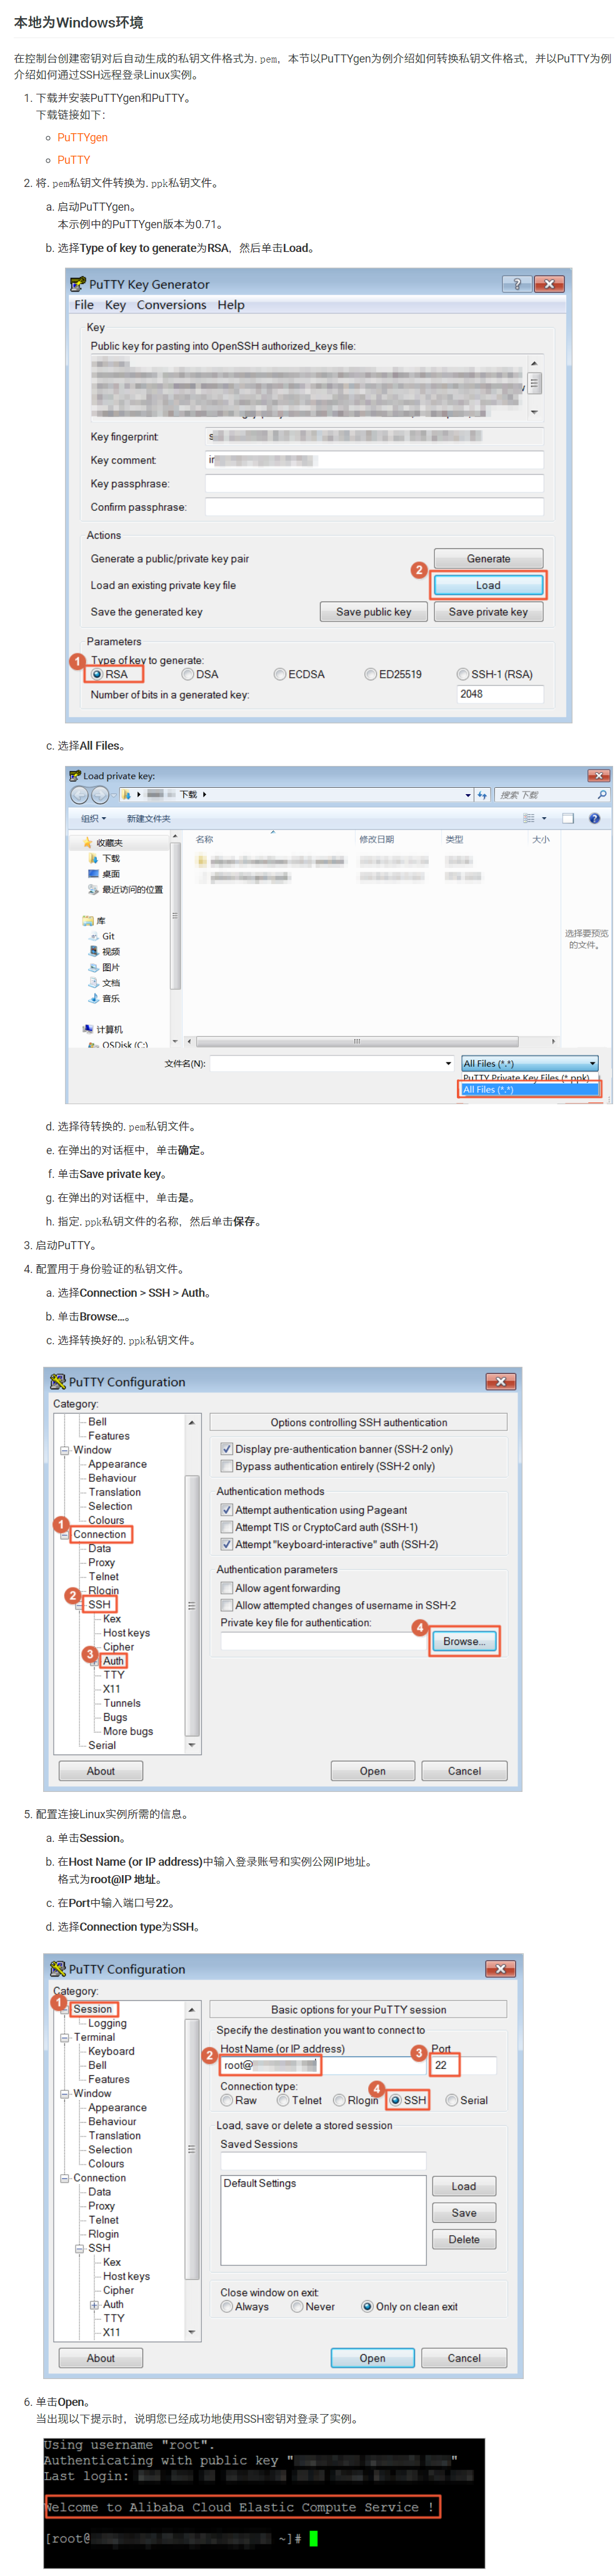 本地为Windows环境
在控制台创建密钥对后自动生成的私钥文件格式为.pem，本节以PuTTYgen为例介绍如何转换私钥文件格式，并以PuTTY为例
介绍如何通过SSH远程登录Linux实例。
1. 下载并安装PuTTYgen和PuTTY。
下载链接如下：
PuTTYgen
PuTTY
2. 将.pem私钥文件转换为.ppk私钥文件。
a. 启动PuTTYgen。
本示例中的PuTTYgen版本为0.71。
b. 选择Type of key to generate为RSA，然后单击Load。
PuTTY Key Generator
File Key Conversions Help
Key
Public key for pasting into OpenSSH authorized_keys file:
Key fingerprint:
Key comment:
Key passphrase:
Confirm passphrase:
Actions
Generate a public/private key pair Generate
2
Load an existing private key file Load
Save the generated key Save public key Save private key
Parameters
1 Type of key to generate:
RSA DSA ECDSA ED25519 SSH-1 (RSA)
Number of bits in a generated key: 2048
c. 选择All Files。
Load private key:
下载 搜索 下载
组织 新建文件夹
收藏夹 名称 修改日期 类型 大小
下载
桌面
最近访问的位置
库
Git 选择要预览
视频 的文件。
图片
文档
音乐
计算机
OSDisk (C:)
文件名(N): All Files (*.*)
PuTTY Private Key Files (*.ppk)
All Files (*.*)
d. 选择待转换的.pem私钥文件。
e. 在弹出的对话框中，单击确定。
f. 单击Save private key。
g. 在弹出的对话框中，单击是。
h. 指定.ppk私钥文件的名称，然后单击保存。
3. 启动PuTTY。
4. 配置用于身份验证的私钥文件。
a. 选择Connection > SSH > Auth。
b. 单击Browse…。
c. 选择转换好的.ppk私钥文件。
PuTTY Configuration
Category:
Bell
Features
Window
Appearance
Behaviour
Translation
Selection
Colours
1 Connection
Data
Proxy
Telnet
Rlogin
2 SSH
Kex
Host keys
Cipher
3 Auth
TTY
X11
Tunnels
Bugs
More bugs
Serial
Options controlling SSH authentication
Display pre-authentication banner (SSH-2 only)
Bypass authentication entirely (SSH-2 only)
Authentication methods
Attempt authentication using Pageant
Attempt TIS or CryptoCard auth (SSH-1)
Attempt "keyboard-interactive" auth (SSH-2)
Authentication parameters
Allow agent forwarding
Allow attempted changes of username in SSH-2
Private key file for authentication:
4 Browse...
About Open Cancel
5. 配置连接Linux实例所需的信息。
a. 单击Session。
b. 在Host Name (or IP address)中输入登录账号和实例公网IP地址。
格式为root@IP 地址。
c. 在Port中输入端口号22。
d. 选择Connection type为SSH。
PuTTY Configuration
Category:
1 Session
Logging
Terminal
Keyboard
Bell
Features
Window
Appearance
Behaviour
Translation
Selection
Colours
Connection
Data
Proxy
Telnet
Rlogin
SSH
Kex
Host keys
Cipher
Auth
TTY
X11
Basic options for your PuTTY session
Specify the destination you want to connect to
Host Name (or IP address) Port
2 root@ 3 22
Connection type: 4
Raw Telnet Rlogin SSH Serial
Load, save or delete a stored session
Saved Sessions
Default Settings
Load
Save
Delete
Close window on exit:
Always Never Only on clean exit
About Open Cancel
6. 单击Open。
当出现以下提示时，说明您已经成功地使用SSH密钥对登录了实例。
Using username "root".
Authenticating with public key " "
Last login:
Welcome to Alibaba Cloud Elastic Compute Service !
[root@ ~]#